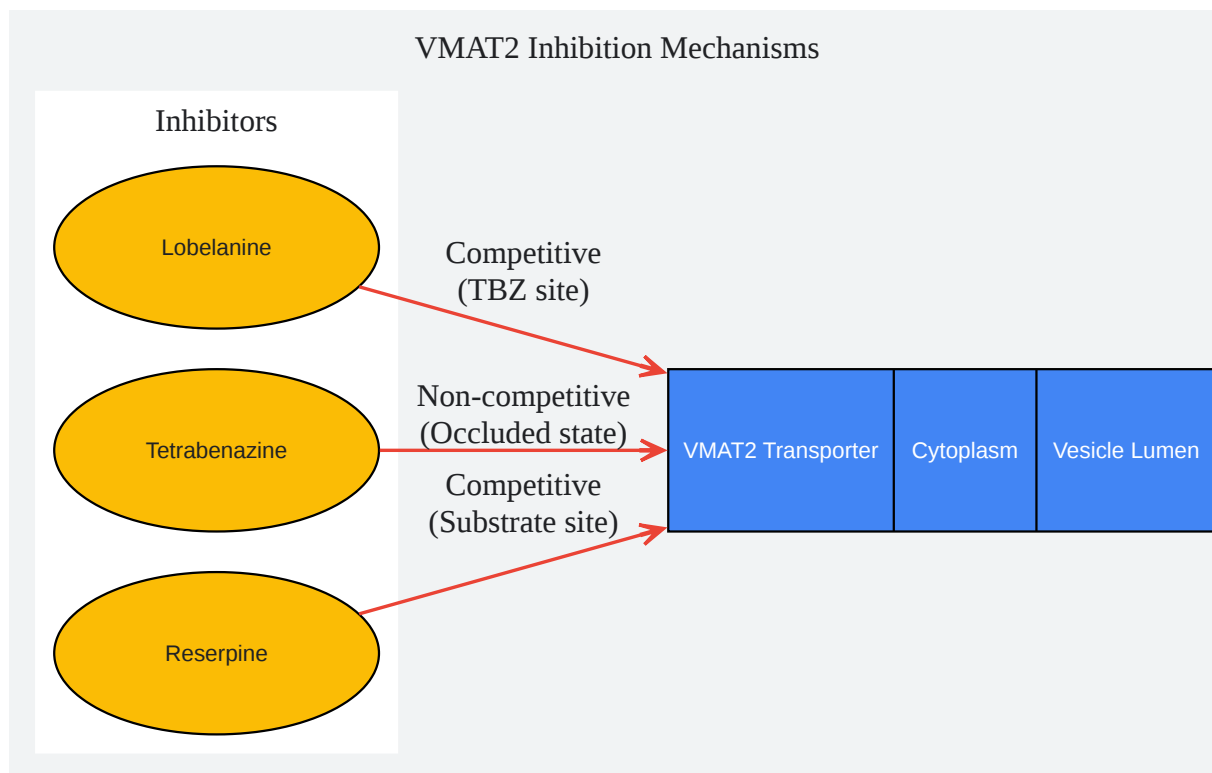 VMAT2 Inhibition Mechanisms
Inhibitors
Lobelanine
Competitive
(TBZ site)
Tetrabenazine
Non-competitive
(Occluded state)
Reserpine
Competitive
(Substrate site)
VMAT2 Transporter
Cytoplasm
Vesicle Lumen